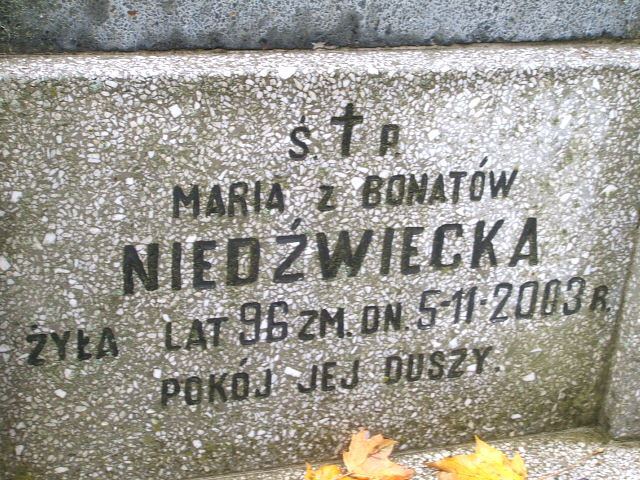 Ś. † P.
MARIA z BONATÓW
NIEDŹWIECKA
ŻYŁA LAT 96 ZM. DN. 5-11-2003 R.
POKÓJ JEJ DUSZY.